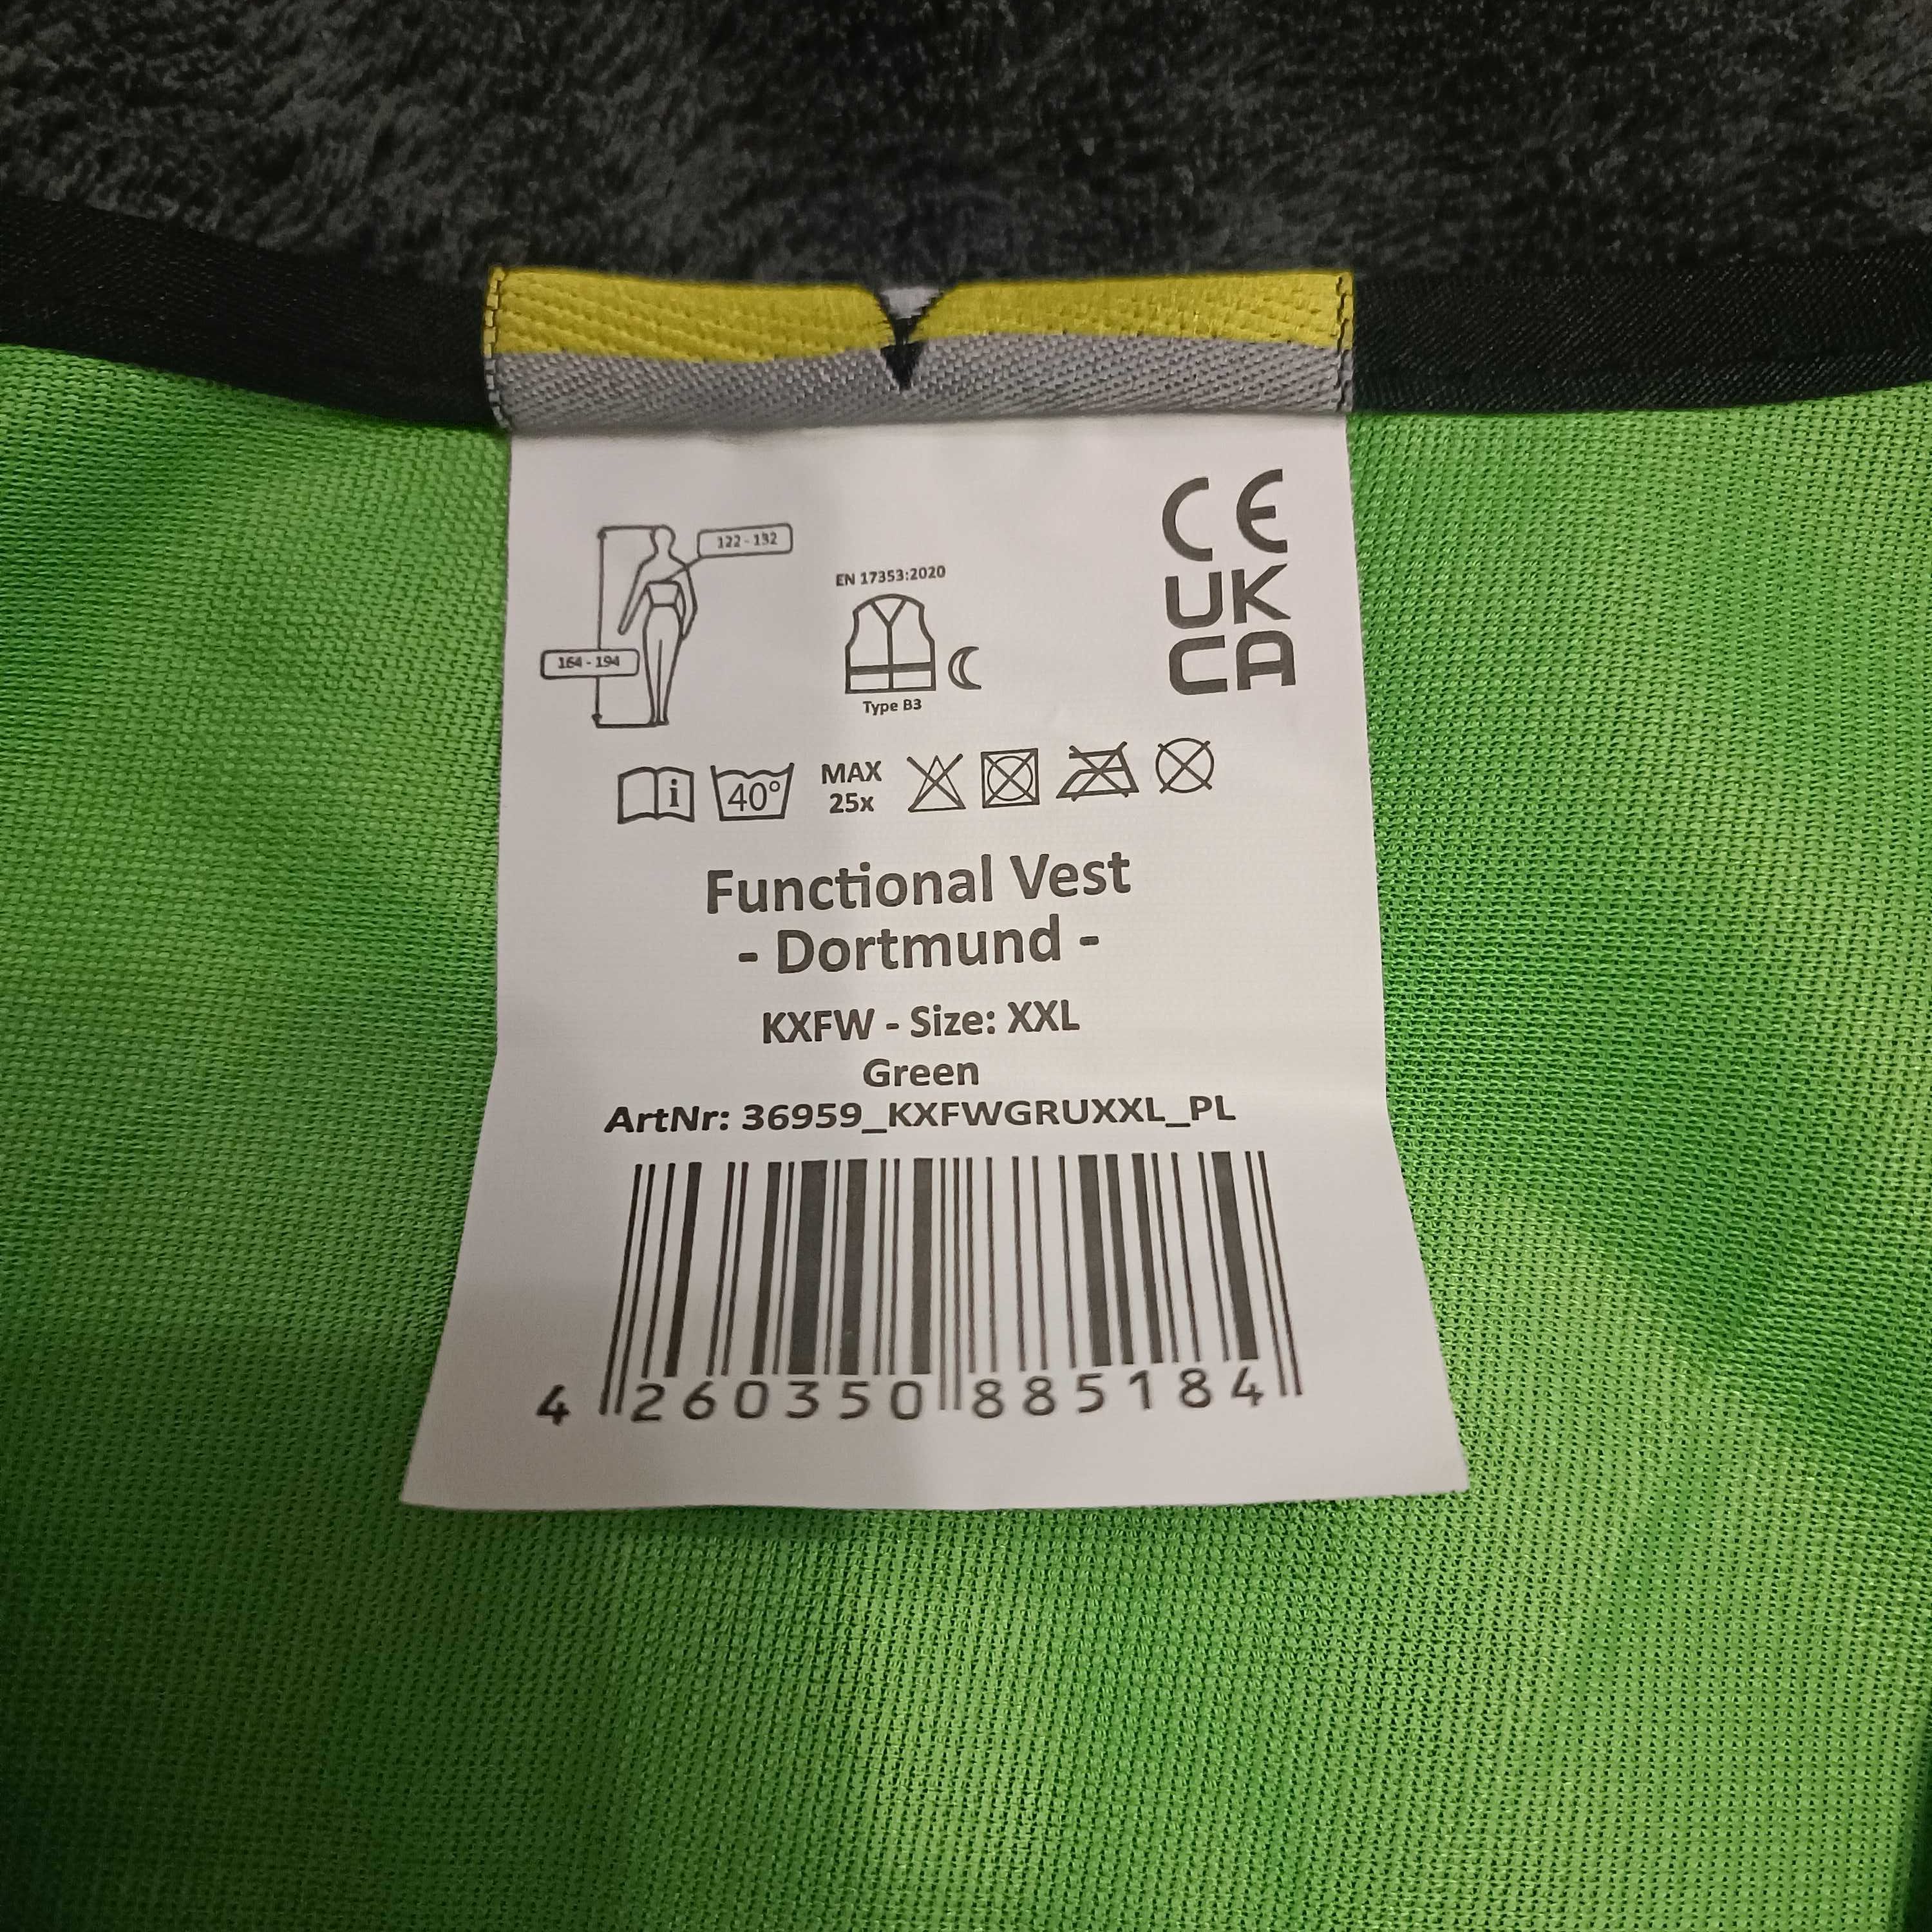 122 - 132
164 - 194
EN 17353:2020
Type B3
CE
UK
CA
i
40°
MAX
25x
Functional Vest
- Dortmund -
KXFW - Size: XXL
Green
ArtNr: 36959_KXFWGRUXXL_PL
4 260350 885184